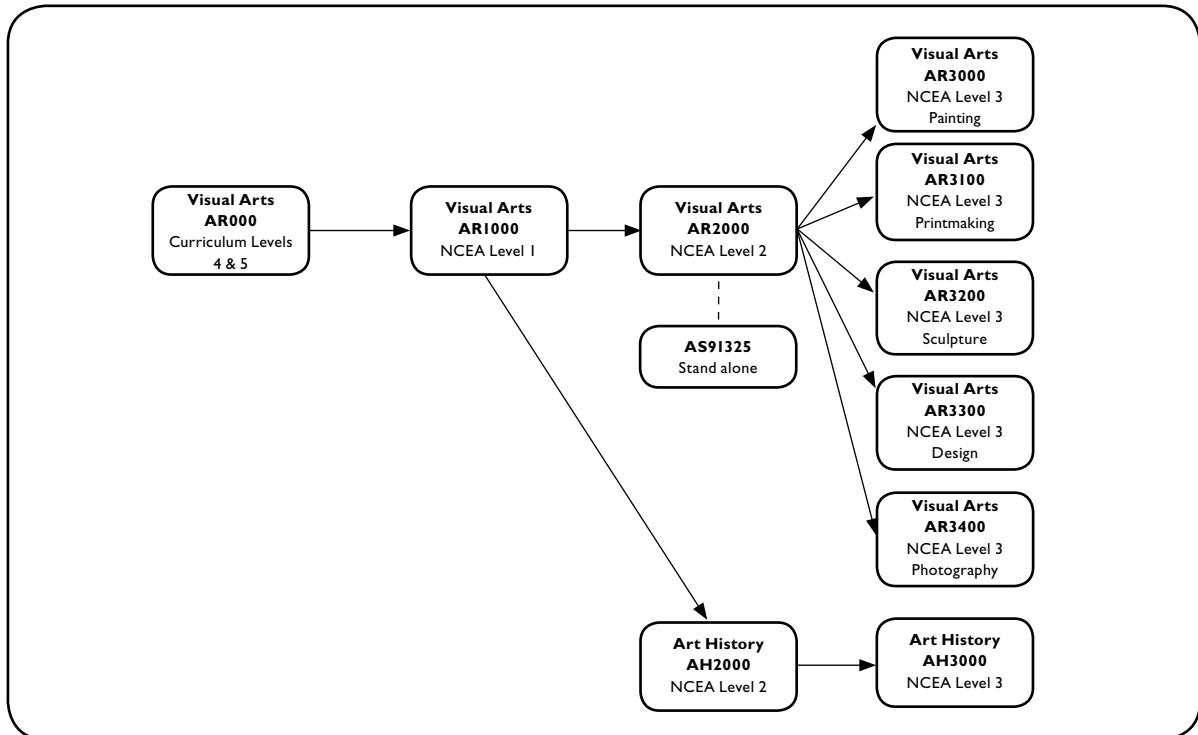 Visual Arts
AR000
Curriculum Levels
4 & 5
Visual Arts
AR1000
NCEA Level 1
Visual Arts
AR2000
NCEA Level 2
AS91325
Stand alone
Visual Arts
AR3000
NCEA Level 3
Painting
Visual Arts
AR3100
NCEA Level 3
Printmaking
Visual Arts
AR3200
NCEA Level 3
Sculpture
Visual Arts
AR3300
NCEA Level 3
Design
Visual Arts
AR3400
NCEA Level 3
Photography
Art History
AH2000
NCEA Level 2
Art History
AH3000
NCEA Level 3